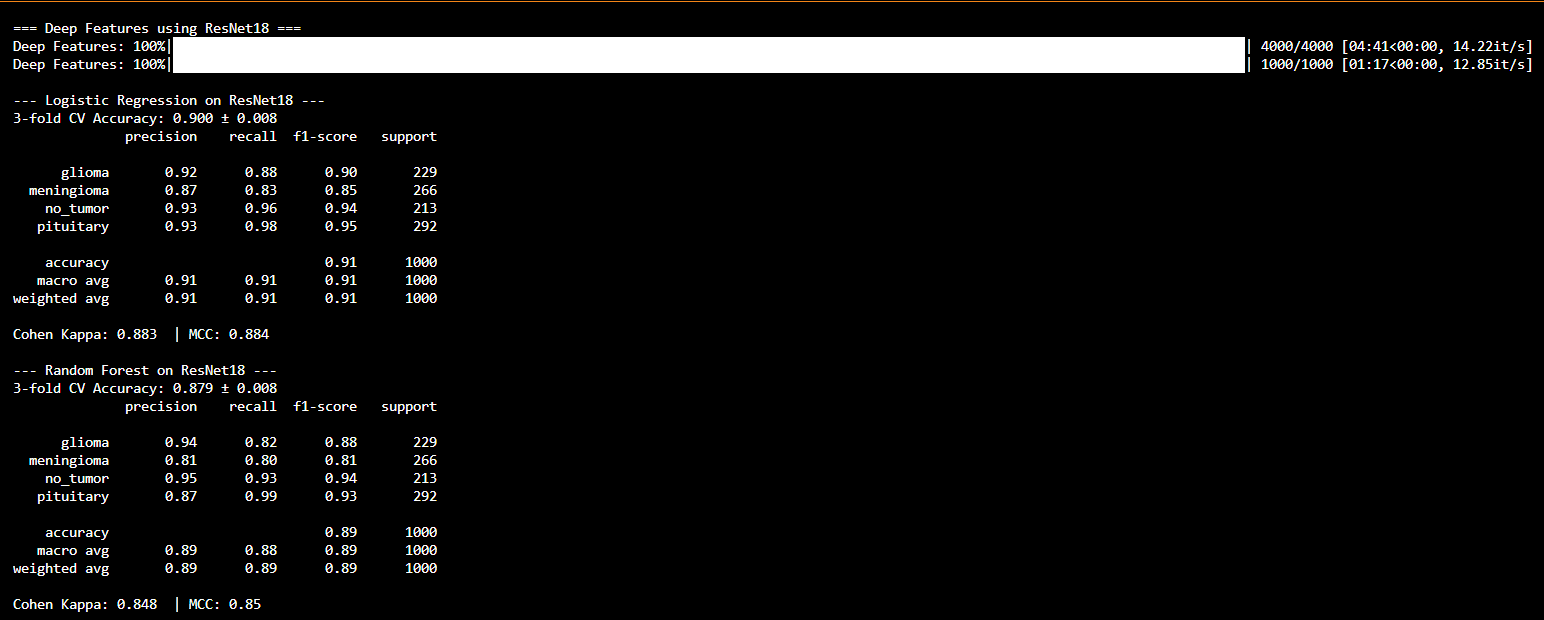 === Deep Features using ResNet18 ===
Deep Features: 100%| | 4000/4000 [04:41<00:00, 14.22it/s]
Deep Features: 100%| | 1000/1000 [01:17<00:00, 12.85it/s]
--- Logistic Regression on ResNet18 ---
3-fold CV Accuracy: 0.900 ± 0.008
precision recall f1-score support
glioma 0.92 0.88 0.90 229
meningioma 0.87 0.83 0.85 266
no_tumor 0.93 0.96 0.94 213
pituitary 0.93 0.98 0.95 292
accuracy 0.91 1000
macro avg 0.91 0.91 0.91 1000
weighted avg 0.91 0.91 0.91 1000
Cohen Kappa: 0.883 | MCC: 0.884
--- Random Forest on ResNet18 ---
3-fold CV Accuracy: 0.879 ± 0.008
precision recall f1-score support
glioma 0.94 0.82 0.88 229
meningioma 0.81 0.80 0.81 266
no_tumor 0.95 0.93 0.94 213
pituitary 0.87 0.99 0.93 292
accuracy 0.89 1000
macro avg 0.89 0.88 0.89 1000
weighted avg 0.89 0.89 0.89 1000
Cohen Kappa: 0.848 | MCC: 0.85